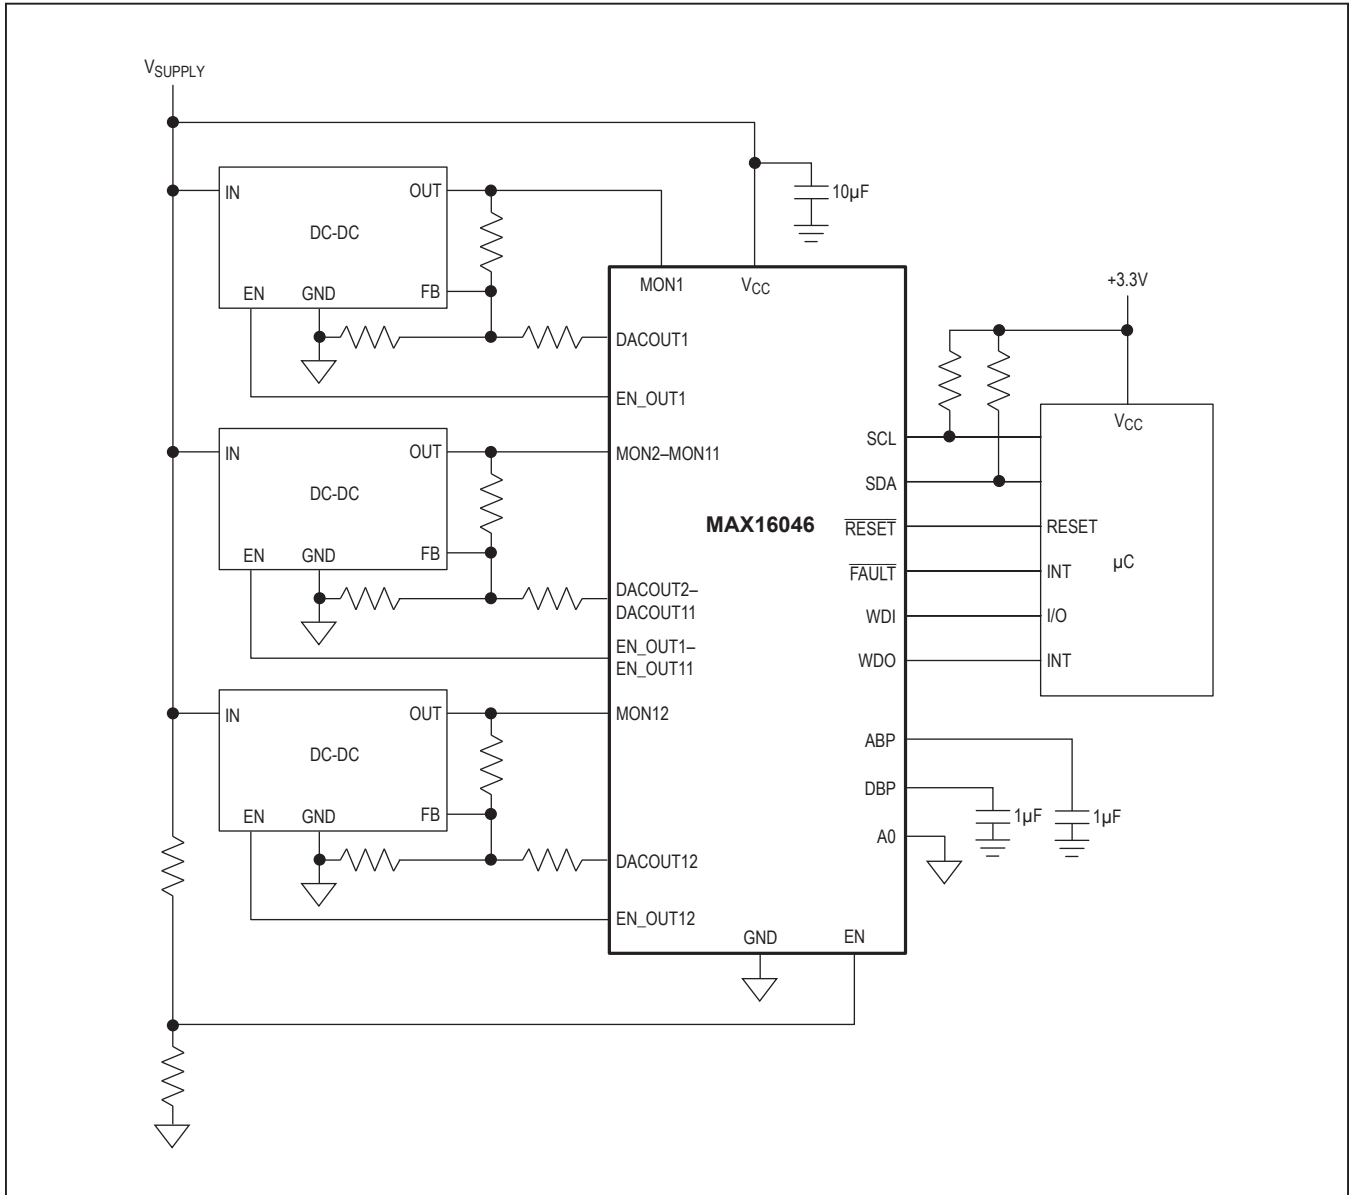 VSUPPLY
IN
OUT
DC-DC
EN
GND
FB
10µF
MON1
VCC
DACOUT1
EN_OUT1
+3.3V
VCC
IN
OUT
DC-DC
EN
GND
FB
MON2–MON11
DACOUT2–
DACOUT11
EN_OUT1–
EN_OUT11
MAX16046
SCL
SDA
RESET
FAULT
WDI
WDO
RESET
INT
I/O
INT
µC
IN
OUT
DC-DC
EN
GND
FB
MON12
DACOUT12
EN_OUT12
ABP
DBP
A0
1µF
1µF
GND
EN